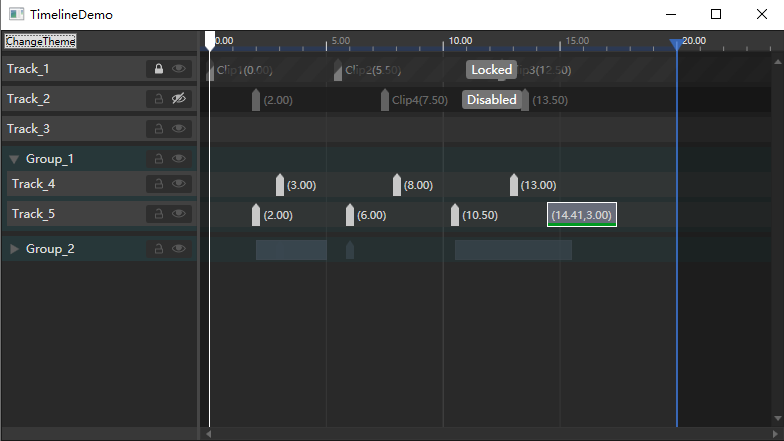 TimelineDemo
ChangeTheme
0.00 5.00 10.00 15.00 20.00
Track_1 Clip1(0.00) Clip2(5.50) Locked Clip3(12.50)
Track_2 (2.00) Clip4(7.50) Disabled (13.50)
Track_3
Group_1
Track_4 (3.00) (8.00) (13.00)
Track_5 (2.00) (6.00) (10.50) (14.41,3.00)
Group_2